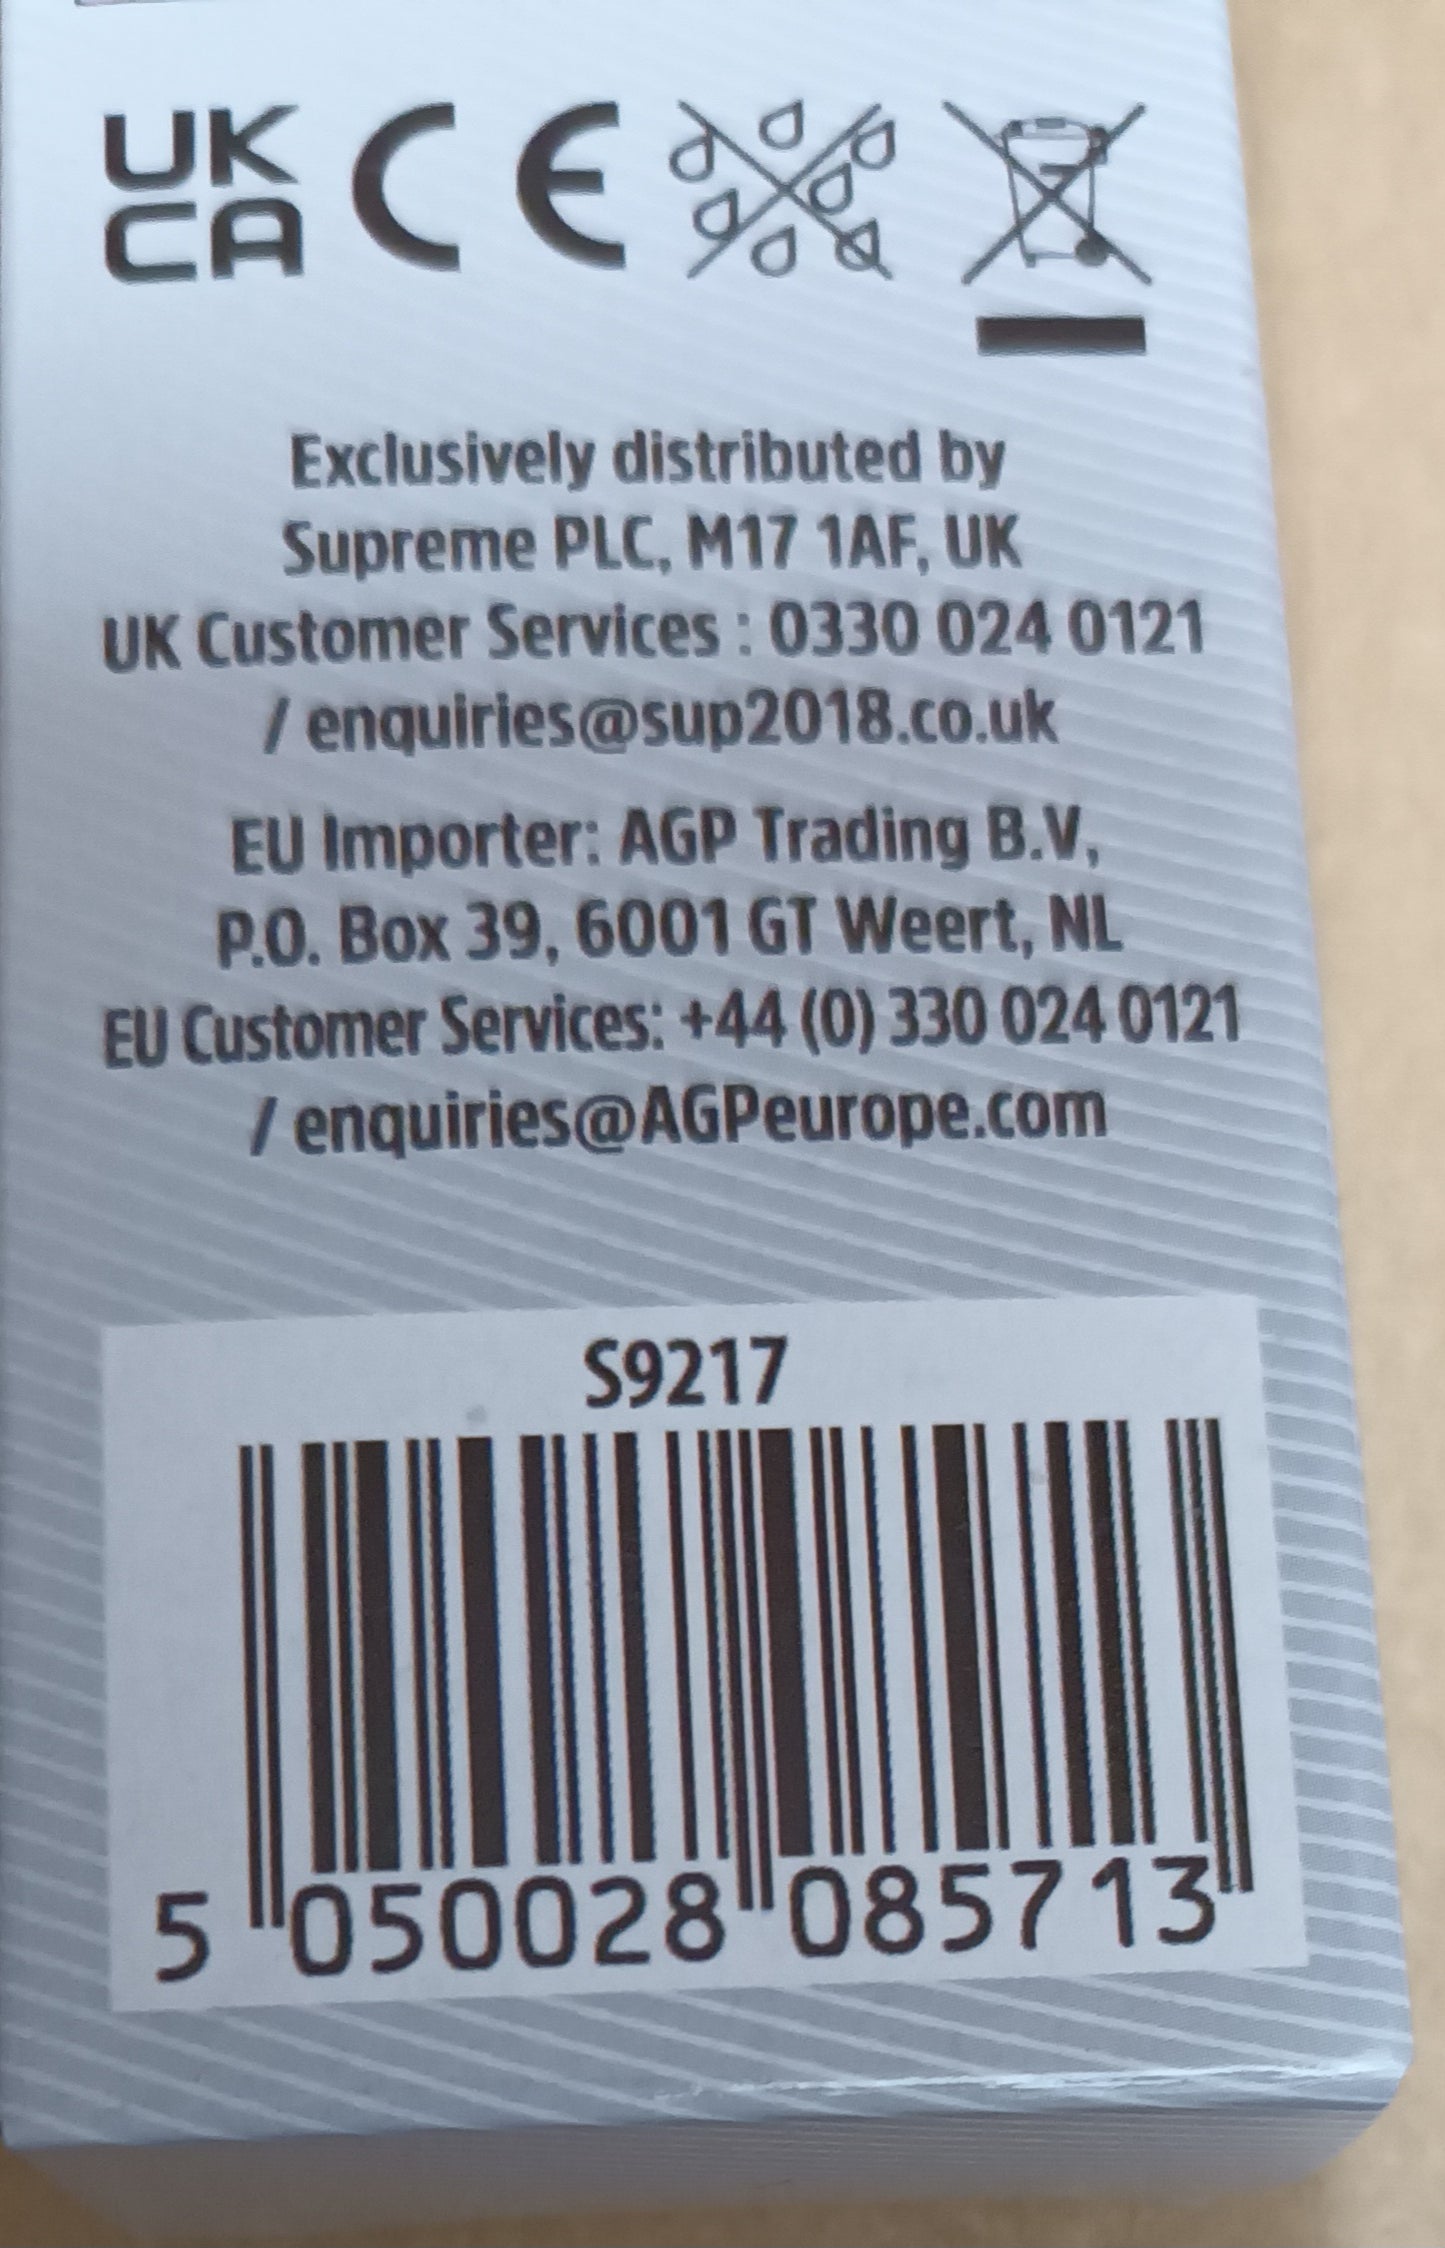 UK
CA
CE
Exclusively distributed by
Supreme PLC, M17 1AF, UK
UK Customer Services : 0330 024 0121
/ enquiries@sup2018.co.uk
EU Importer: AGP Trading B.V,
P.O. Box 39, 6001 GT Weert, NL
EU Customer Services: +44 (0) 330 024 0121
/ enquiries@AGPeurope.com
S9217
5 050028 085713